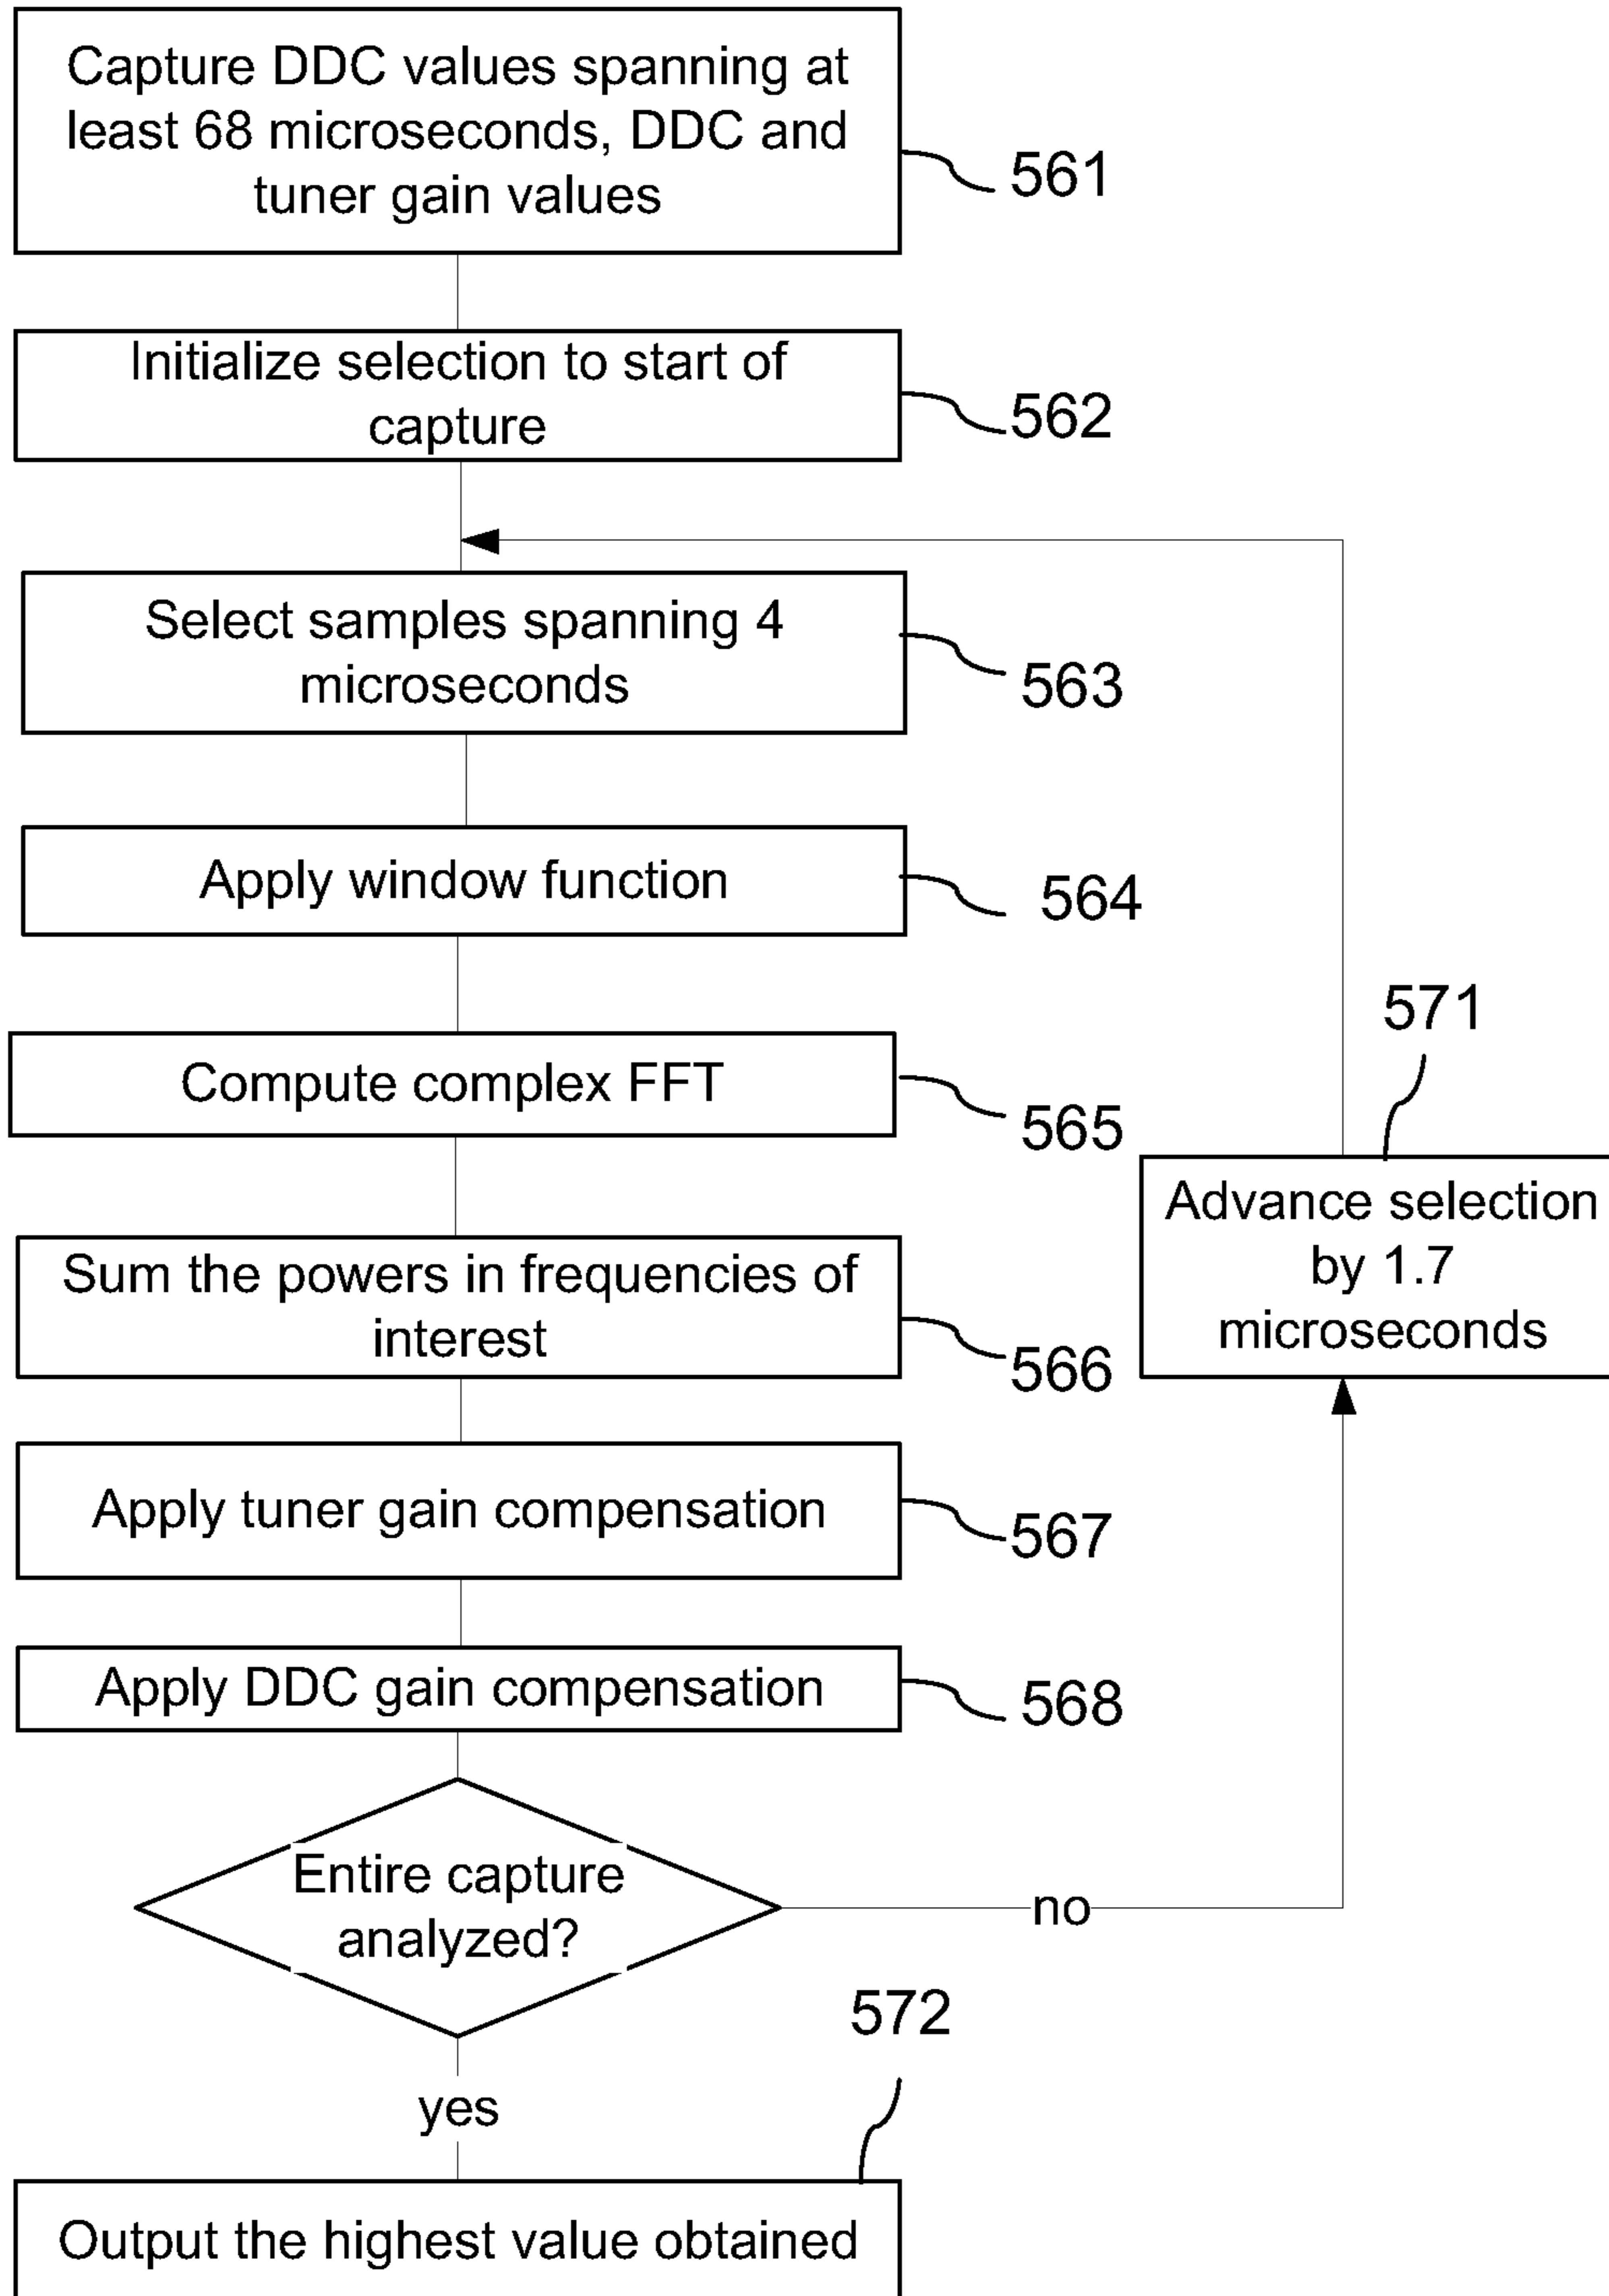 Capture DDC values spanning at
least 68 microseconds, DDC and
tuner gain values
561
Initialize selection to start of
capture
562
Select samples spanning 4
microseconds
563
Apply window function
564
Compute complex FFT
565
571
Advance selection
by 1.7
microseconds
Sum the powers in frequencies of
interest
566
Apply tuner gain compensation
567
Apply DDC gain compensation
568
Entire capture
analyzed?
no
yes
572
Output the highest value obtained